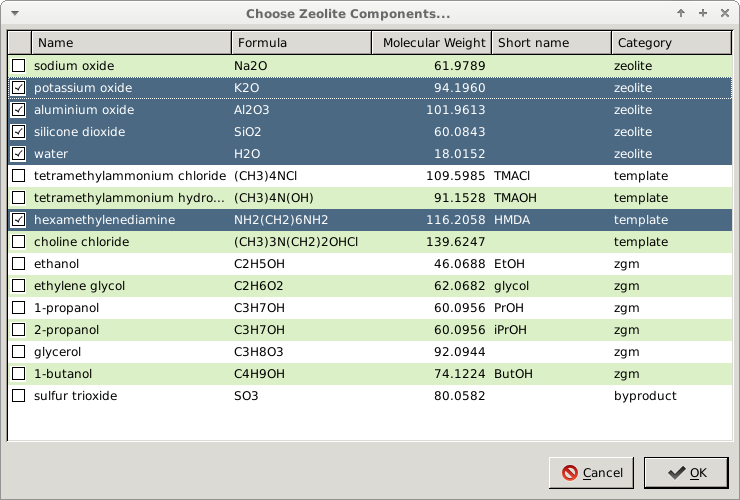 Choose Zeolite Components...
Name Formula Molecular Weight Short name Category
sodium oxide Na2O 61.9789 zeolite
potassium oxide K2O 94.1960 zeolite
aluminium oxide Al2O3 101.9613 zeolite
silicone dioxide SiO2 60.0843 zeolite
water H2O 18.0152 zeolite
tetramethylammonium chloride (CH3)4NCl 109.5985 TMACl template
tetramethylammonium hydro... (CH3)4N(OH) 91.1528 TMAOH template
hexamethylenediamine NH2(CH2)6NH2 116.2058 HMDA template
choline chloride (CH3)3N(CH2)2OHCl 139.6247 template
ethanol C2H5OH 46.0688 EtOH zgm
ethylene glycol C2H6O2 62.0682 glycol zgm
1-propanol C3H7OH 60.0956 PrOH zgm
2-propanol C3H7OH 60.0956 iPrOH zgm
glycerol C3H8O3 92.0944 zgm
1-butanol C4H9OH 74.1224 ButOH zgm
sulfur trioxide SO3 80.0582 byproduct
Cancel OK